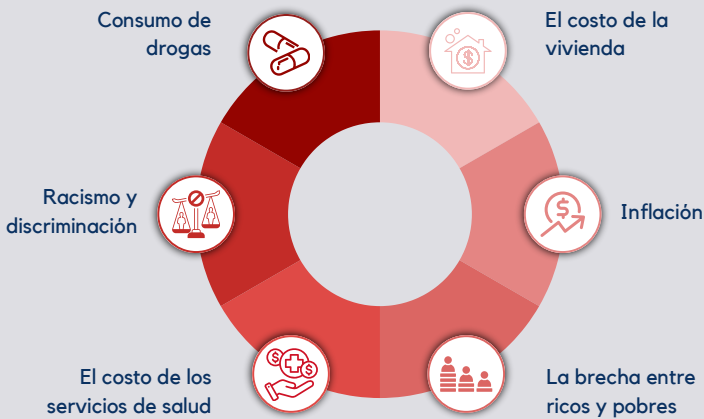 Consumo de
drogas
El costo de la
vivienda
Racismo y
discriminación
Inflación
El costo de los
servicios de salud
La brecha entre
ricos y pobres